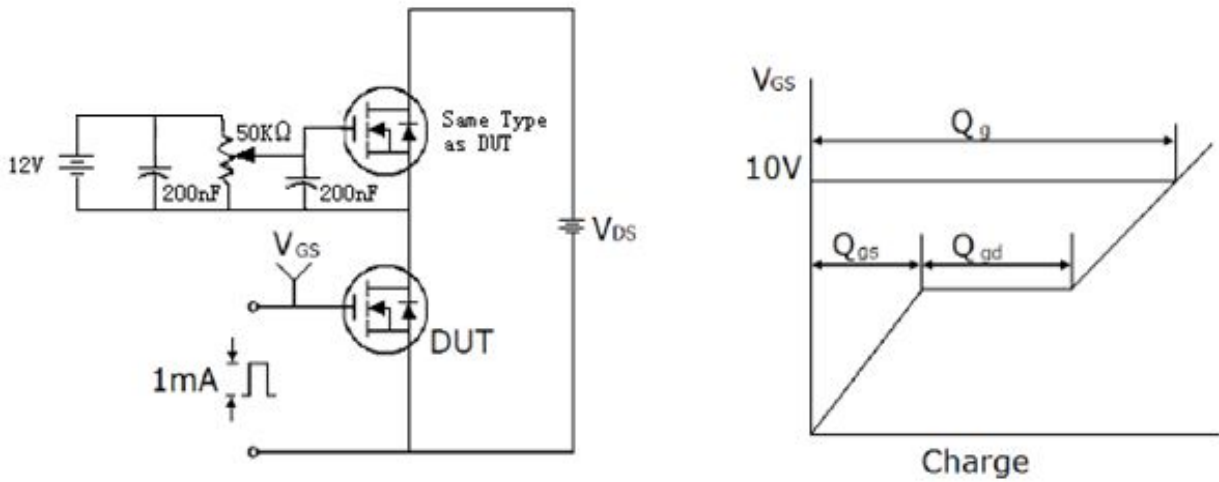 12V
200nF
50KΩ
200nF
Same Type
as DUT
VDS
VGS
DUT
1mA
VGS
10V
Qg
Qgs
Qgd
Charge